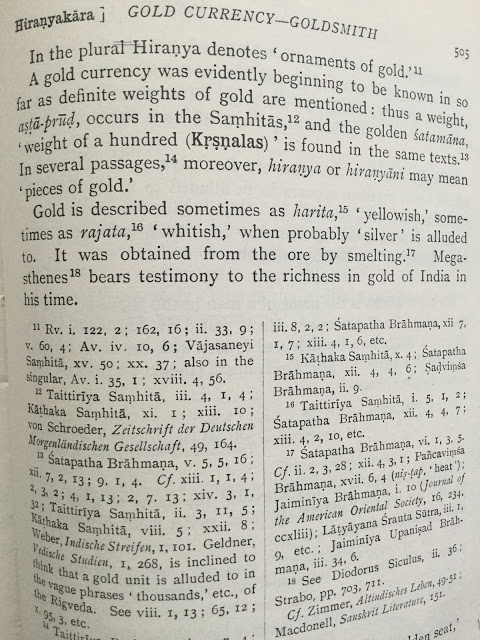 Hiraṇyakāra ] GOLD CURRENCY—GOLDSMITH 505
In the plural Hiraṇya denotes ‘ornaments of gold.’¹¹
A gold currency was evidently beginning to be known in so
far as definite weights of gold are mentioned: thus a weight,
aṣṭā-prūḍ, occurs in the Saṃhitās,¹² and the golden śatamāna,
‘weight of a hundred (Kṛṣṇalas)’ is found in the same texts.¹³
In several passages,¹⁴ moreover, hiraṇya or hiraṇyāni may mean
‘pieces of gold.’
Gold is described sometimes as harita,¹⁵ ‘yellowish,’ some-
times as rajata,¹⁶ ‘whitish,’ when probably ‘silver’ is alluded
to. It was obtained from the ore by smelting.¹⁷ Mega-
sthenes¹⁸ bears testimony to the richness in gold of India in
his time.
¹¹ Rv. i. 122, 2; 162, 16; ii. 33, 9;
v. 60, 4; Av. iv. 10, 6; Vājasaneyi
Saṃhitā, xv. 50; xx. 37; also in the
singular, Av. i. 35, 1; xviii. 4, 56.
¹² Taittirīya Saṃhitā, iii. 4, 1, 4;
Kāṭhaka Saṃhitā, xi. 1; xiii. 10;
von Schroeder, Zeitschrift der Deutschen
Morgenländischen Gesellschaft, 49, 164.
¹³ Śatapatha Brāhmaṇa, v. 5, 5, 16;
xii. 7, 2, 13; 9, 1, 4. Cf. xiii. 1, 1, 4;
2, 3, 2; 4, 1, 13; 2, 7, 13; xiv. 3, 1,
32; Taittirīya Saṃhitā, ii. 3, 11, 5;
Kāṭhaka Saṃhitā, viii. 5; xxii. 8;
Weber, Indische Streifen, 1, 101. Geldner,
Vedische Studien, 1, 268, is inclined to
think that a gold unit is alluded to in
the vague phrases ‘thousands,’ etc., of
the Rigveda. See viii. 1, 13; 65, 12;
95, 3, etc.
¹⁴ Taittirīya
iii. 8, 2, 2; Śatapatha Brāhmaṇa, xii 7,
1, 7; xiii. 4, 1, 6, etc.
¹⁵ Kāṭhaka Saṃhitā, x. 4; Śatapatha
Brāhmaṇa, xii. 4, 4, 6; Ṣaḍviṃśa
Brāhmaṇa, ii. 9.
¹⁶ Taittirīya Saṃhitā, i. 5, 1, 2;
Śatapatha Brāhmaṇa, xii. 4, 4, 7;
xiii. 4, 2, 10, etc.
¹⁷ Śatapatha Brāhmaṇa, vi. 1, 3, 5.
Cf. ii. 2, 3, 28; xii. 4, 3, 1; Pañcaviṃśa
Brāhmaṇa, xvii. 6, 4 (niṣ-ṭap, ‘heat’);
Jaiminīya Brāhmaṇa, i. 10 (Journal of
the American Oriental Society, 16, 234,
ccxliii); Lāṭyāyana Śrauta Sūtra, iii. 1,
9, etc.; Jaiminīya Upaniṣad Brāh-
maṇa, iii. 34, 6.
¹⁸ See Diodorus Siculus, ii. 36;
Strabo, pp. 703, 711.
Cf. Zimmer, Altindisches Leben, 49-51;
Macdonell, Sanskrit Literature, 151.
seat,’